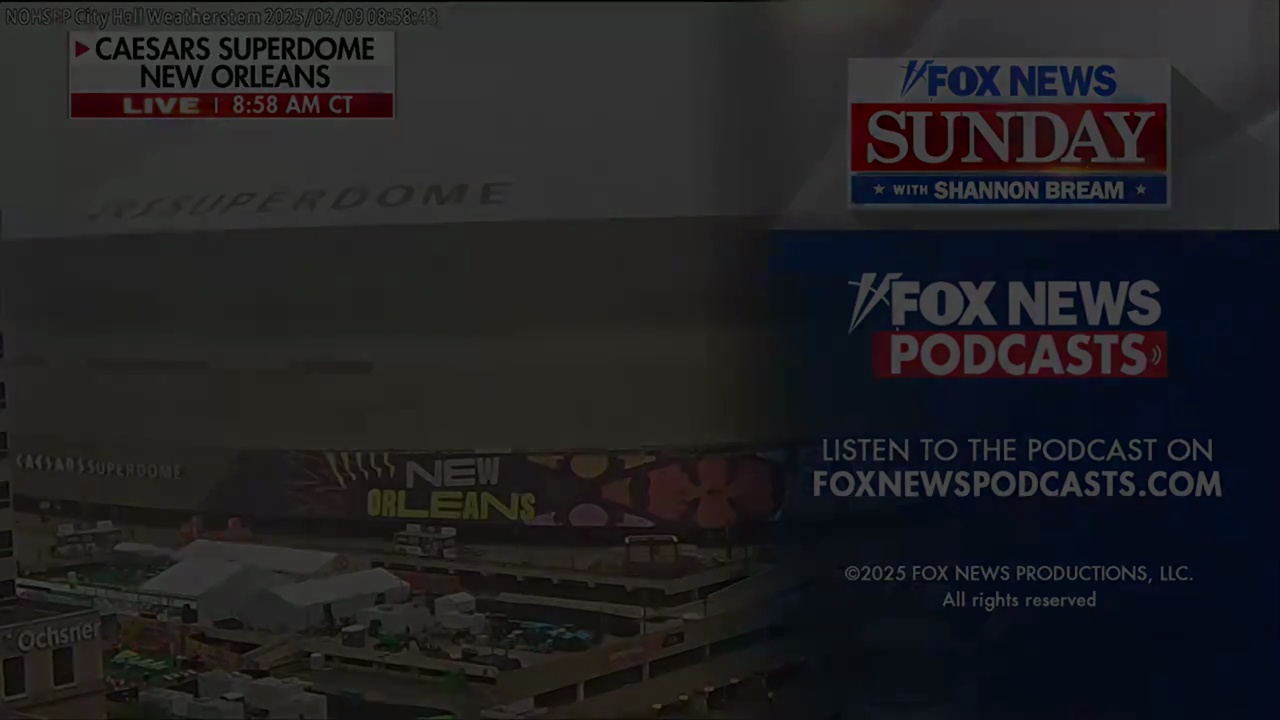 NOHSEP City Hall Weatherstem 2025/02/09 08:58:43
CAESARS SUPERDOME
NEW ORLEANS
LIVE | 8:58 AM CT
SUPERDOME
CAESARS SUPERDOME
NEW
ORLEANS
Ochsner
FOX NEWS
SUNDAY
WITH SHANNON BREAM
FOX NEWS
PODCASTS
LISTEN TO THE PODCAST ON
FOXNEWSPODCASTS.COM
©2025 FOX NEWS PRODUCTIONS, LLC.
All rights reserved